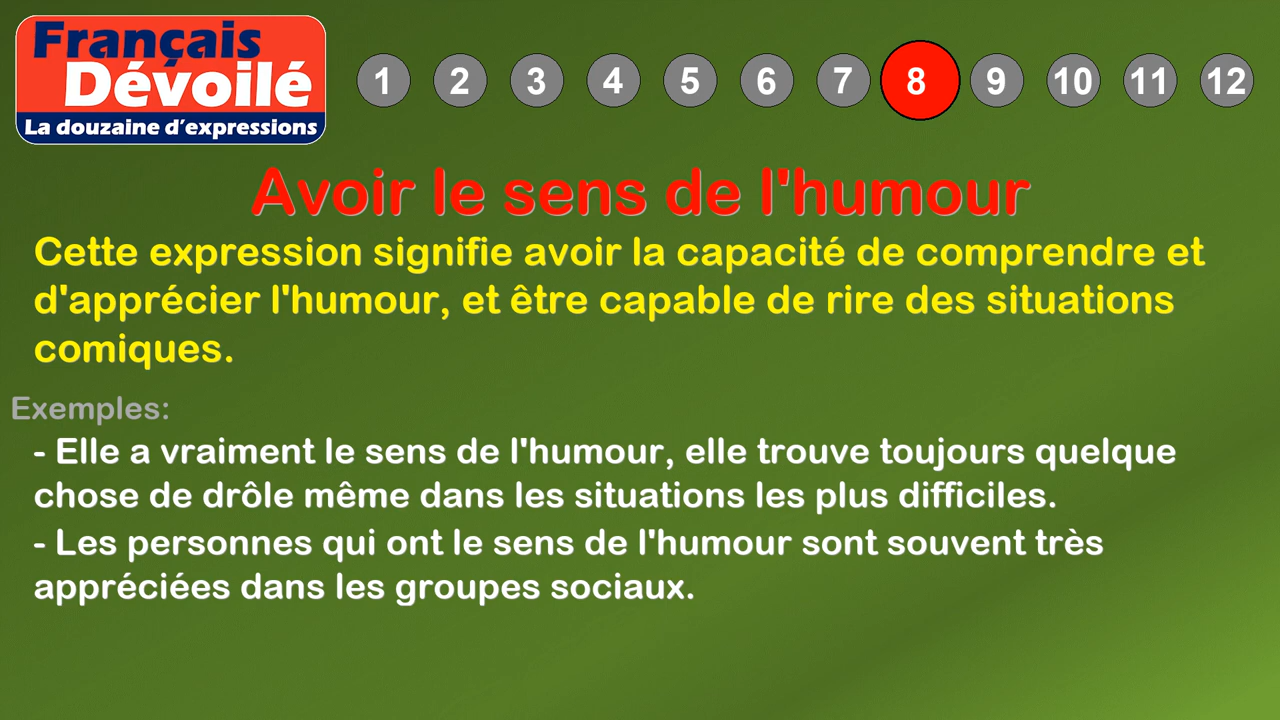 Français
Dévoilé
La douzaine d'expressions
1 2 3 4 5 6 7 8 9 10 11 12
Avoir le sens de l'humour
Cette expression signifie avoir la capacité de comprendre et
d'apprécier l'humour, et être capable de rire des situations
comiques.
Exemples:
- Elle a vraiment le sens de l'humour, elle trouve toujours quelque
chose de drôle même dans les situations les plus difficiles.
- Les personnes qui ont le sens de l'humour sont souvent très
appréciées dans les groupes sociaux.